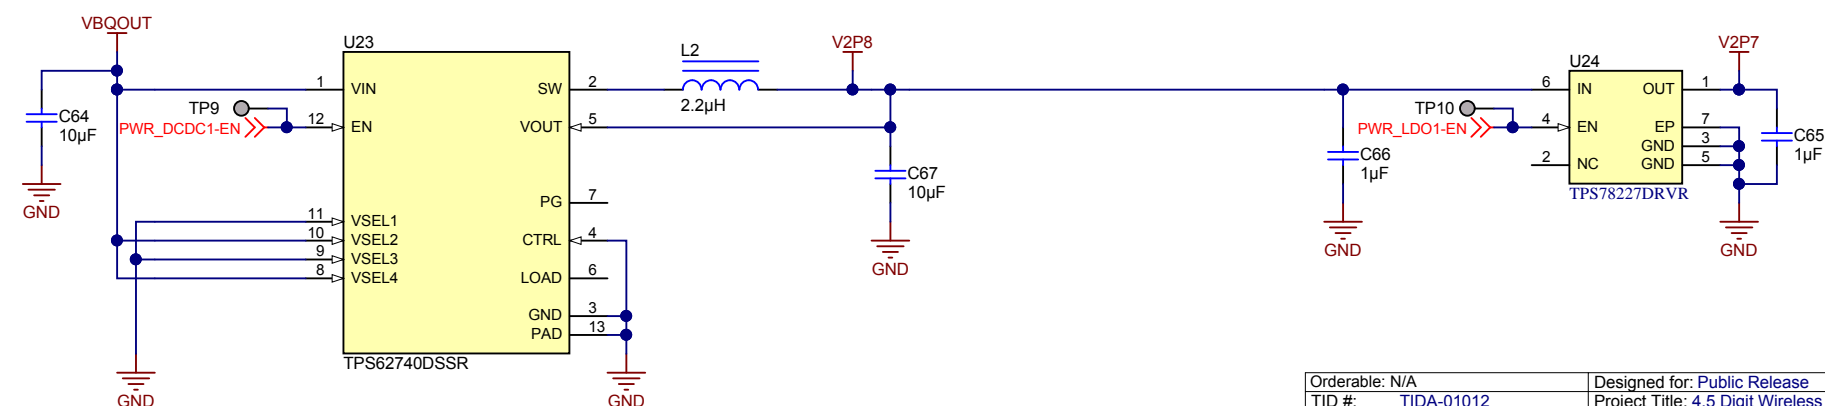 VBQOUT
C64
10µF
GND
TP9
PWR_DCDC1-EN
U23
1 VIN
12 EN
11 VSEL1
10 VSEL2
9 VSEL3
8 VSEL4
SW 2
VOUT 5
PG 7
CTRL 4
LOAD 6
GND 3
PAD 13
TPS62740DSSR
GND
GND
L2
2.2µH
V2P8
C67
10µF
GND
C66
1µF
GND
TP10
PWR_LDO1-EN
U24
6 IN
4 EN
2 NC
OUT 1
EP 7
GND 3
GND 5
TPS78227DRVR
V2P7
C65
1µF
GND
Orderable: N/A Designed for: Public Release
TID #: TIDA-01012 Project Title: 4.5 Digit Wireless